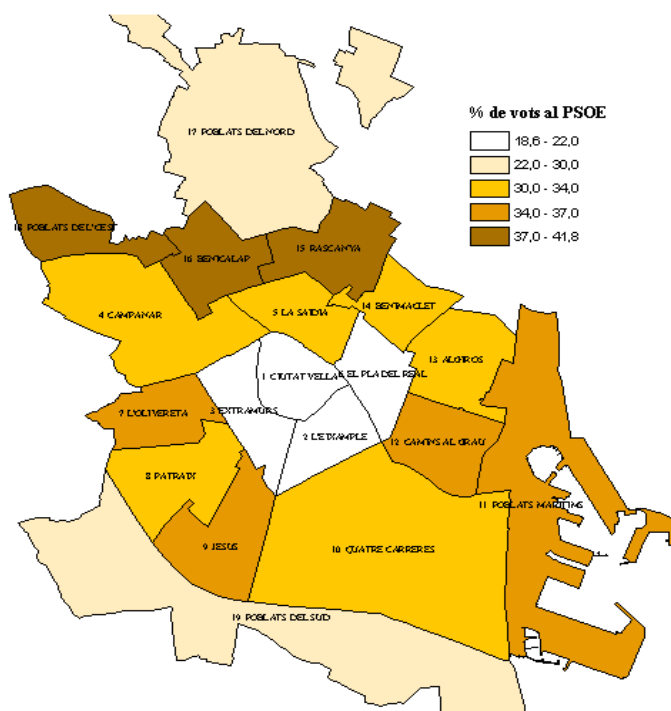 % de vots al PSOE
18,6 - 22,0
22,0 - 30,0
30,0 - 34,0
34,0 - 37,0
37,0 - 41,8
17 POBLATS DEL NORD
18 POBLATS DE L'OEST
16 BENICALAP
15 RASCANYA
4 CAMPANAR
5 LA SAIDIA
14 BENIMACLET
13 ALGIROS
1 CIUTAT VELLA
6 EL PLA DEL REAL
7 L'OLIVERETA
3 EXTRAMURS
2 L'EIXAMPLE
12 CAMINS AL GRAU
8 PATRAIX
11 POBLATS MARITIMS
9 JESUS
10 QUATRE CARRERES
19 POBLATS DEL SUD